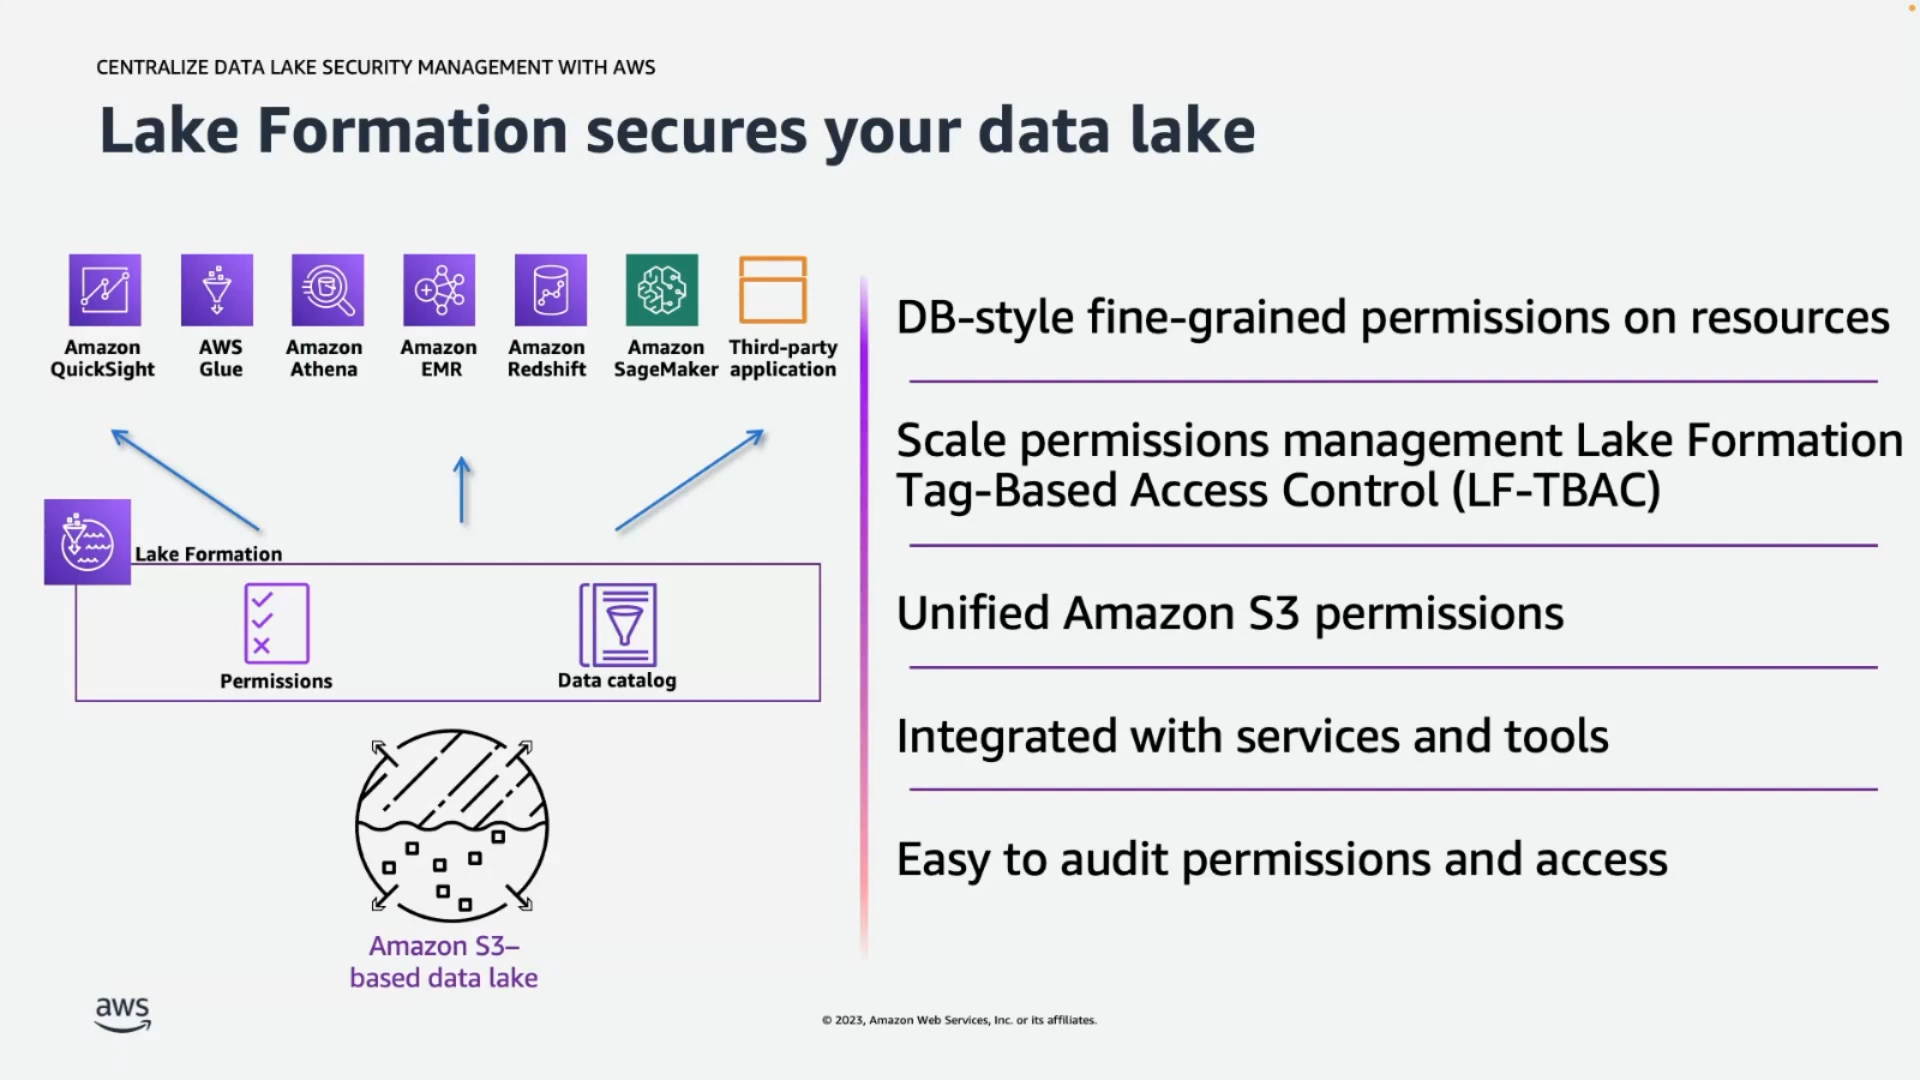 CENTRALIZE DATA LAKE SECURITY MANAGEMENT WITH AWS
Lake Formation secures your data lake
Amazon QuickSight
AWS Glue
Amazon Athena
Amazon EMR
Amazon Redshift
Amazon SageMaker
Third-party application
Lake Formation
Permissions
Data catalog
Amazon S3–
based data lake
DB-style fine-grained permissions on resources
Scale permissions management Lake Formation
Tag-Based Access Control (LF-TBAC)
Unified Amazon S3 permissions
Integrated with services and tools
Easy to audit permissions and access
aws
© 2023, Amazon Web Services, Inc. or its affiliates.